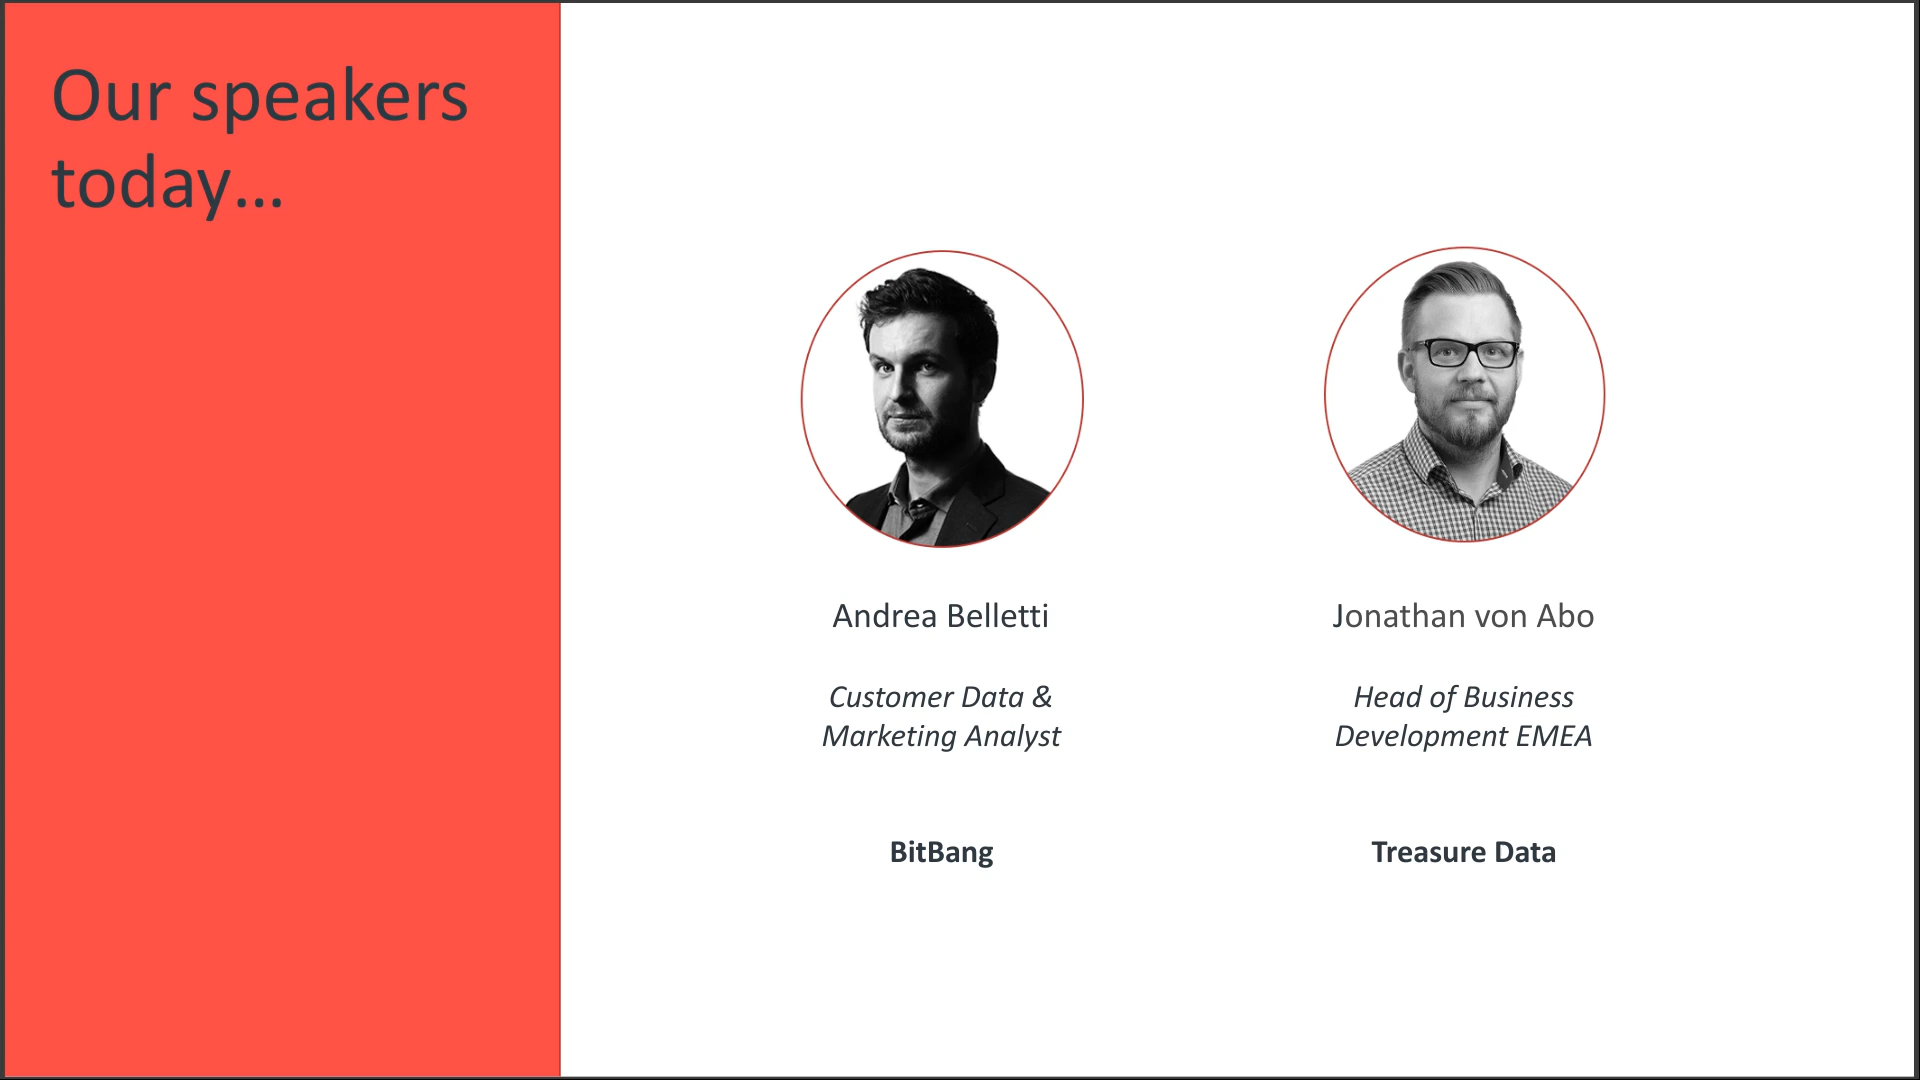 Our speakers
today...
Andrea Belletti
Customer Data &
Marketing Analyst
BitBang
Jonathan von Abo
Head of Business
Development EMEA
Treasure Data